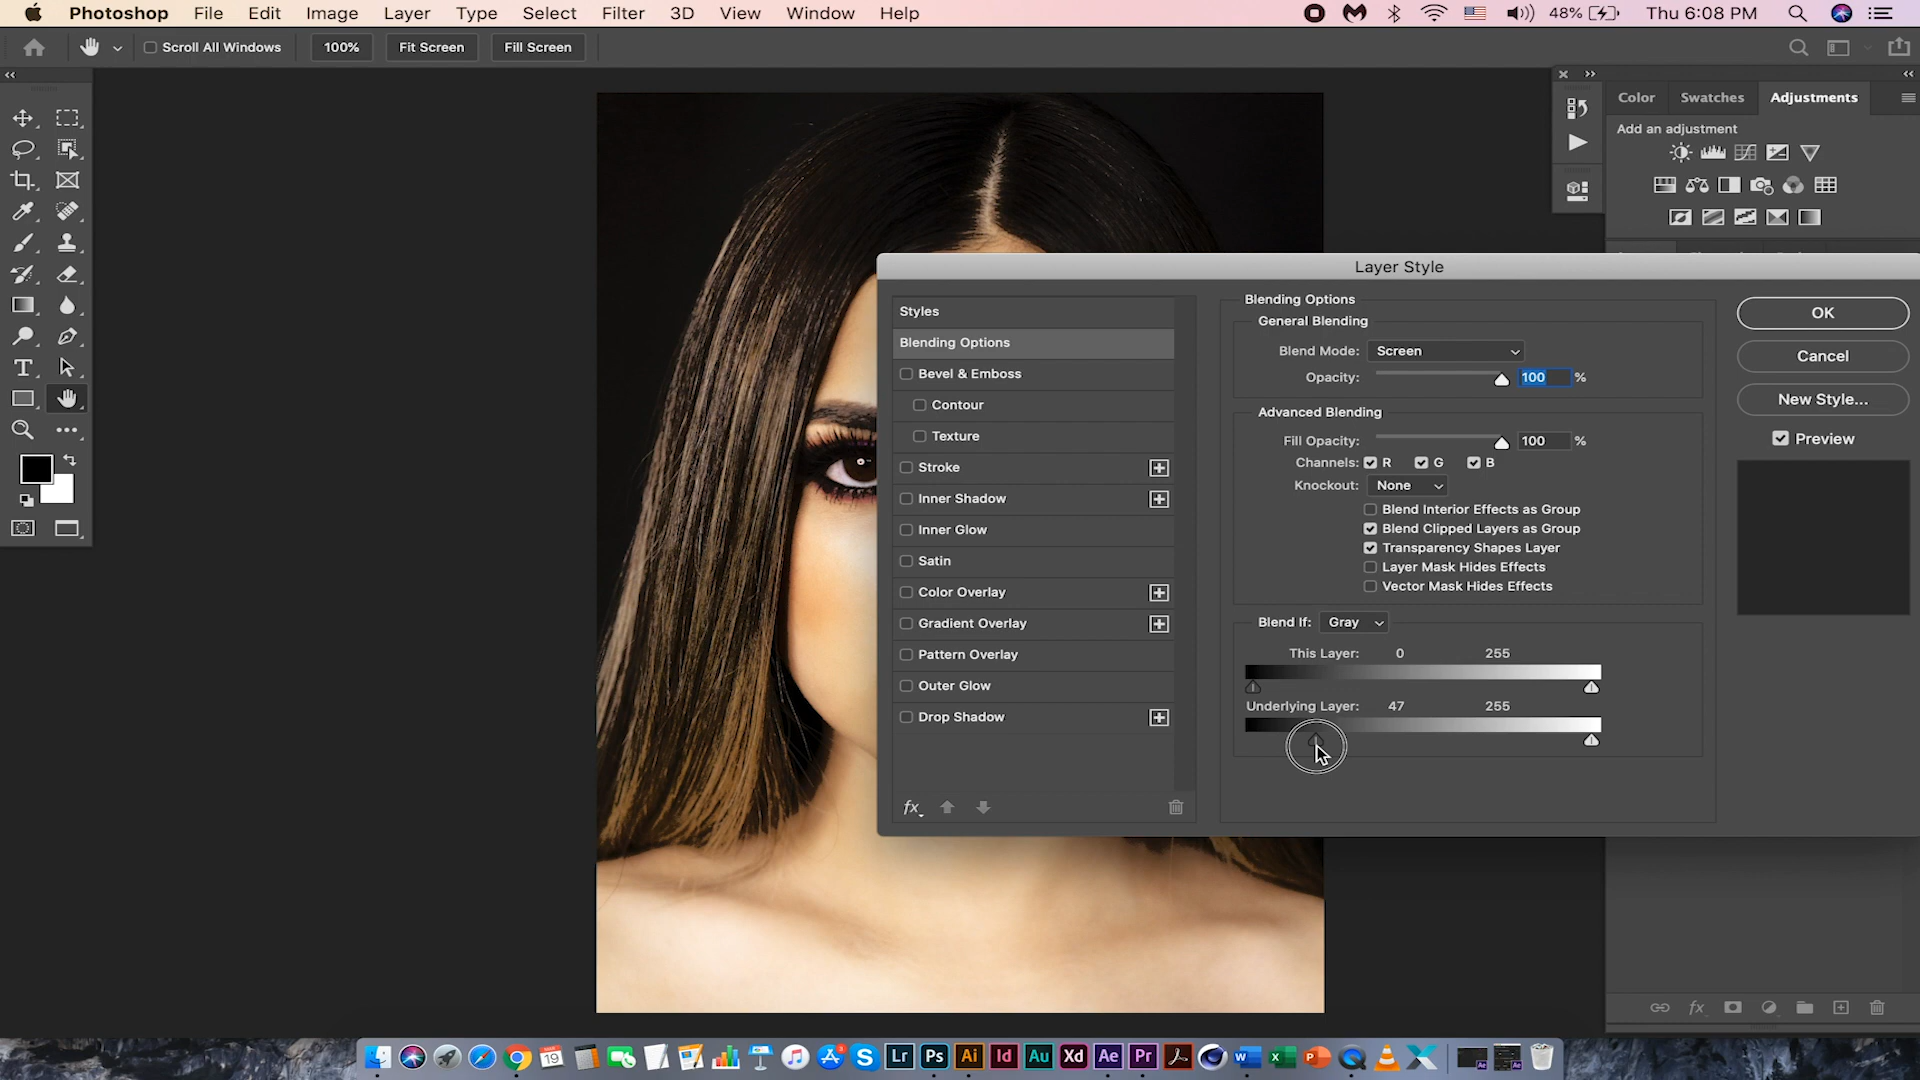 Photoshop File Edit Image Layer Type Select Filter 3D View Window Help 48% Thu 6:08 PM
Scroll All Windows 100% Fit Screen Fill Screen
Color Swatches Adjustments
Add an adjustment
Layer Style
Styles
Blending Options
Bevel & Emboss
Contour
Texture
Stroke
Inner Shadow
Inner Glow
Satin
Color Overlay
Gradient Overlay
Pattern Overlay
Outer Glow
Drop Shadow
fx
Blending Options
General Blending
Blend Mode: Screen
Opacity: 100 %
Advanced Blending
Fill Opacity: 100 %
Channels: R G B
Knockout: None
Blend Interior Effects as Group
Blend Clipped Layers as Group
Transparency Shapes Layer
Layer Mask Hides Effects
Vector Mask Hides Effects
Blend If: Gray
This Layer: 0 255
Underlying Layer: 47 255
OK
Cancel
New Style...
Preview
fx
19 Lr Ps Ai Id Au Xd Ae Pr